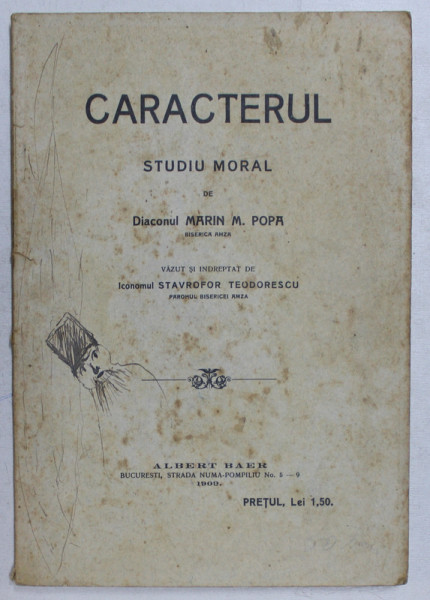 CARACTERUL
STUDIU MORAL
DE
Diaconul MARIN M. POPA
BISERICA AMZA
VĂZUT ȘI INDREPTAT DE
Iconomul STAVROFOR TEODORESCU
PAROHUL BISERICEI AMZA
ALBERT BAER
BUCUREȘTI, STRADA NUMA-POMPILIU No. 5 — 9
1909.
PREȚUL, Lei 1,50.